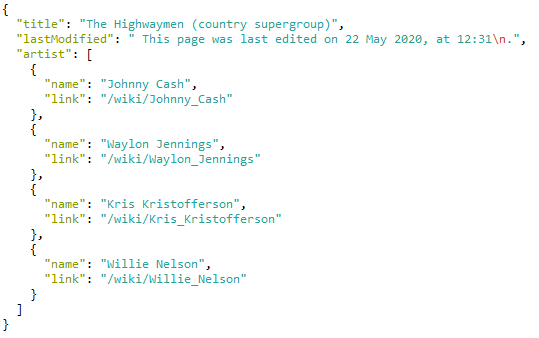 {
  "title": "The Highwaymen (country supergroup)",
  "lastModified": " This page was last edited on 22 May 2020, at 12:31\n.",
  "artist": [
    {
      "name": "Johnny Cash",
      "link": "/wiki/Johnny_Cash"
    },
    {
      "name": "Waylon Jennings",
      "link": "/wiki/Waylon_Jennings"
    },
    {
      "name": "Kris Kristofferson",
      "link": "/wiki/Kris_Kristofferson"
    },
    {
      "name": "Willie Nelson",
      "link": "/wiki/Willie_Nelson"
    }
  ]
}